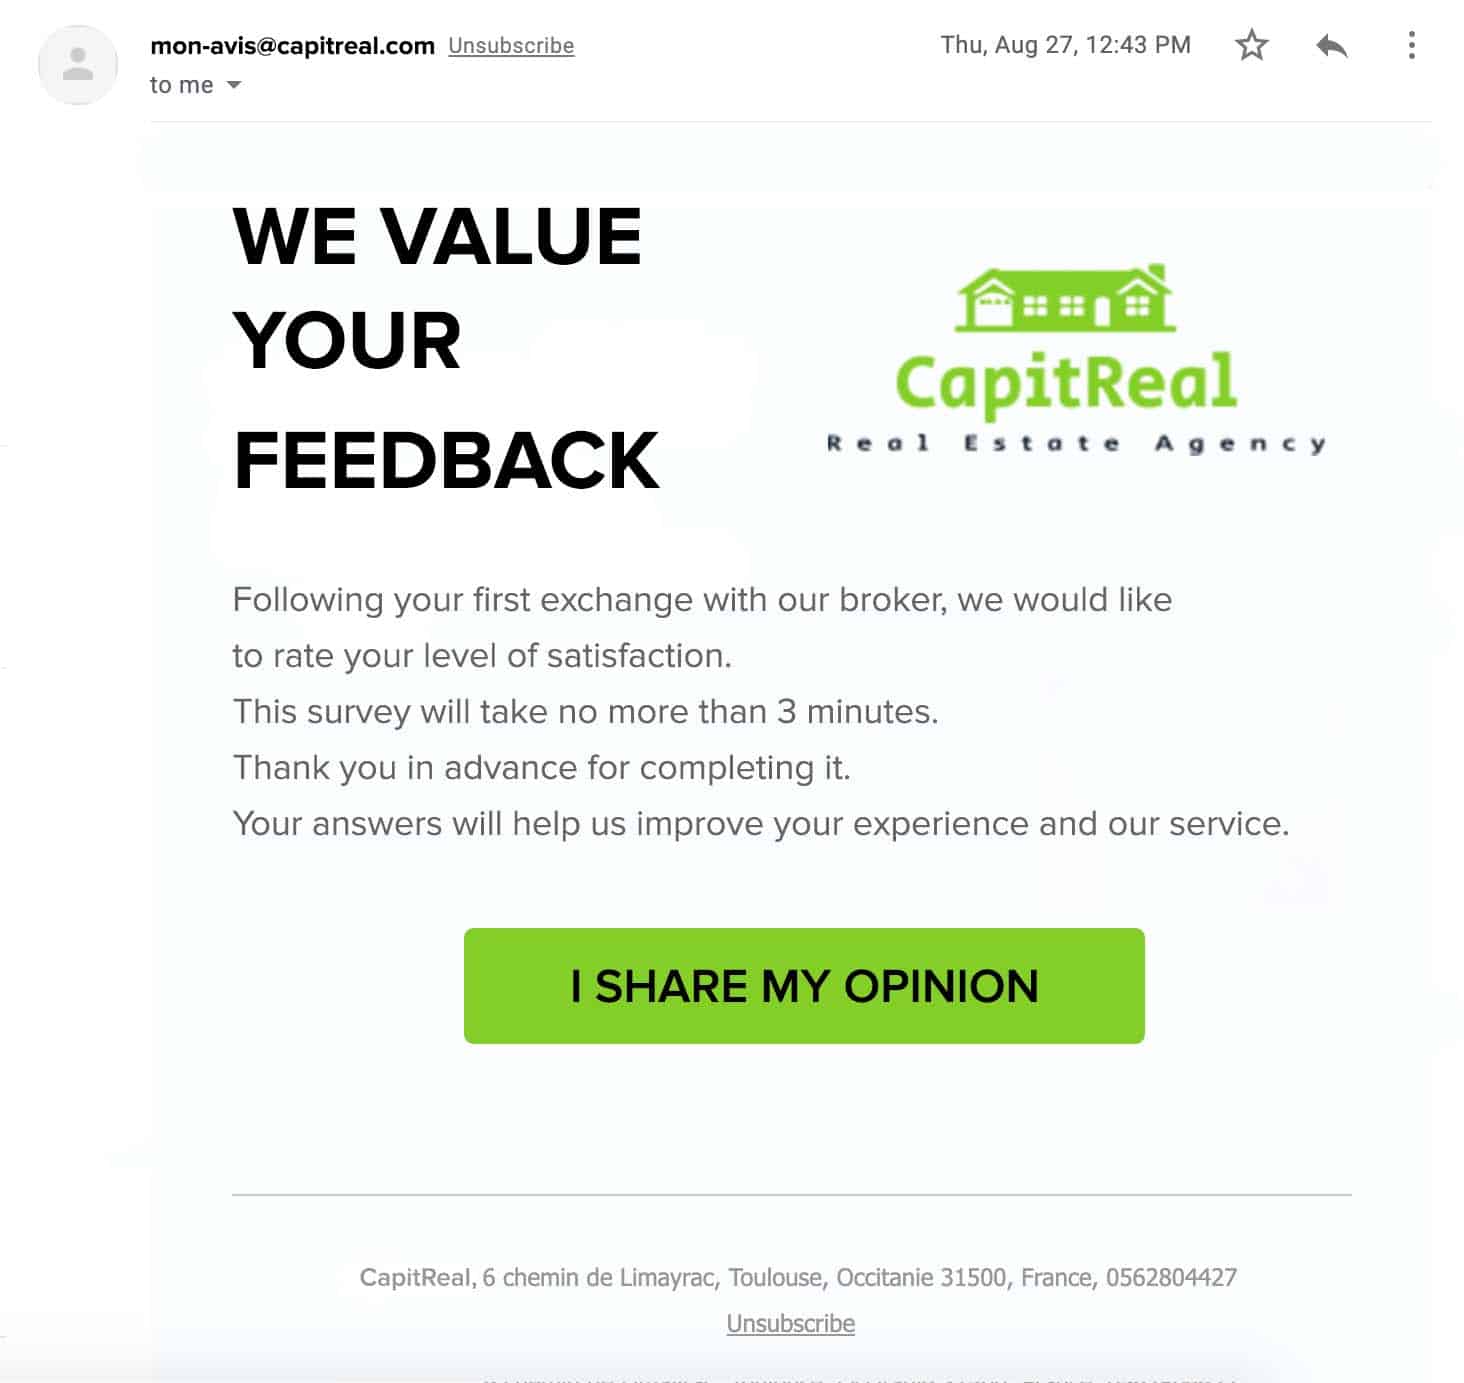 mon-avis@capitreal.com Unsubscribe
Thu, Aug 27, 12:43 PM
to me
WE VALUE
YOUR
FEEDBACK
CapitReal
Real Estate Agency
Following your first exchange with our broker, we would like
to rate your level of satisfaction.
This survey will take no more than 3 minutes.
Thank you in advance for completing it.
Your answers will help us improve your experience and our service.
I SHARE MY OPINION
CapitReal, 6 chemin de Limayrac, Toulouse, Occitanie 31500, France, 0562804427
Unsubscribe